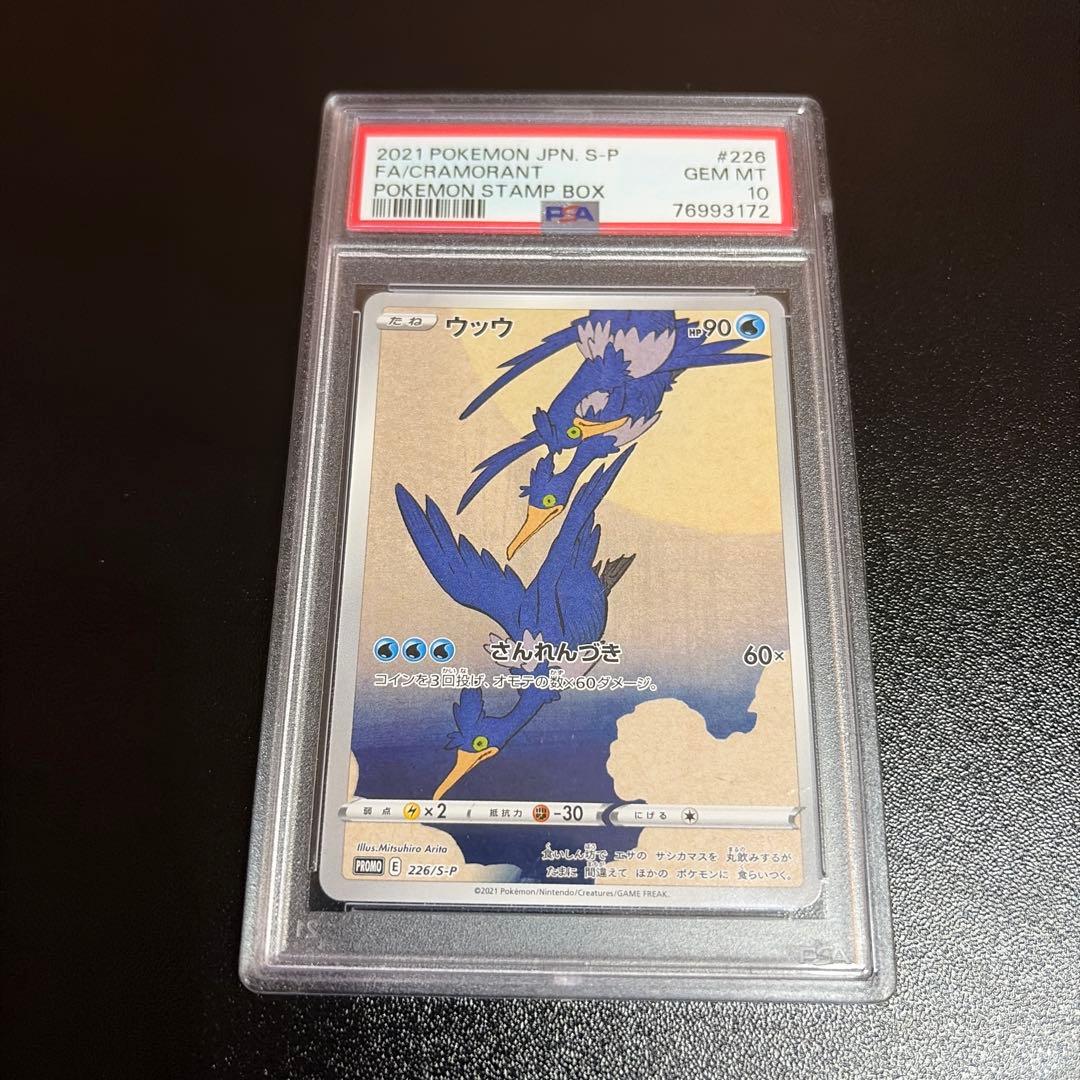 2021 POKEMON JPN. S-P #226
FA/CRAMORANT GEM MT
POKEMON STAMP BOX 10
PSA 76993172
たね ウッウ HP90
さんれんづき 60×
コインを3回投げ、オモテの数×60ダメージ。
弱点 ×2 抵抗力 -30 にげる
Illus.Mitsuhiro Arita
PROMO E 226/S-P
食いしん坊で エサの サシカマスを 丸飲みするが
たまに 間違えて ほかの ポケモンに 食らいつく。
©2021 Pokémon/Nintendo/Creatures/GAME FREAK.
PSA